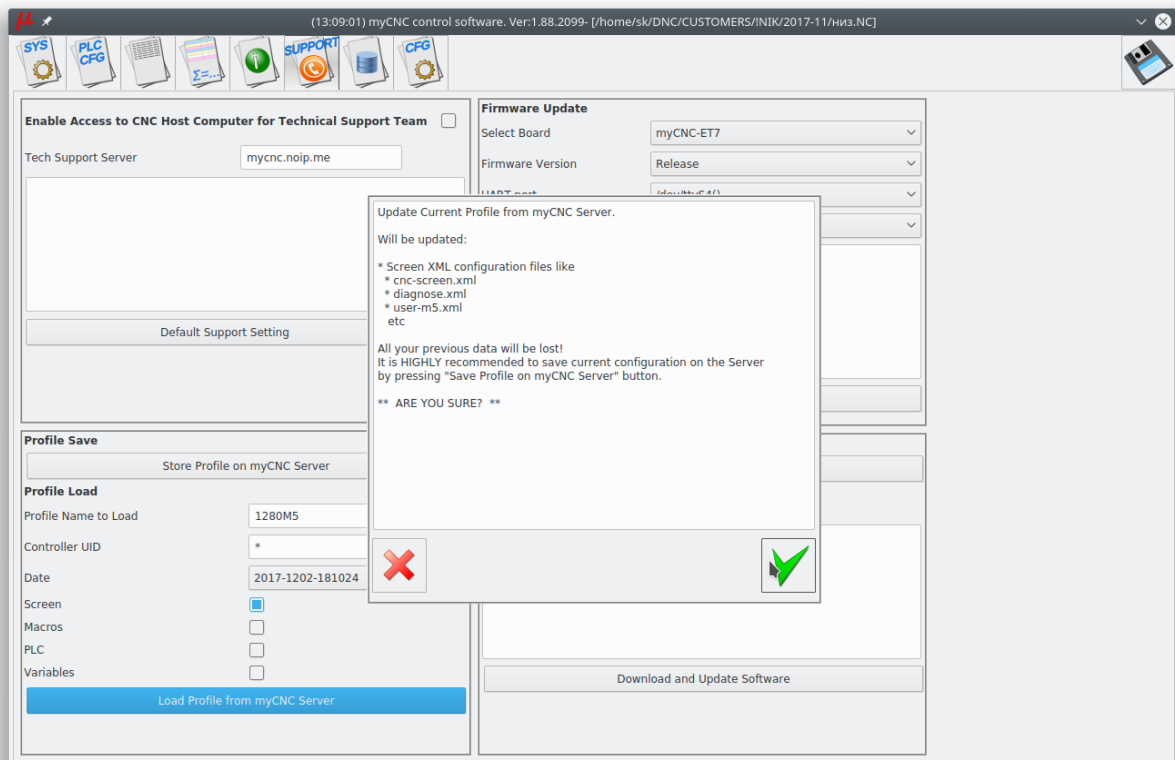 μ
(13:09:01) myCNC control software. Ver:1.88.2099- [/home/sk/DNC/CUSTOMERS/!NIK/2017-11/низ.NC]
SYS
PLC CFG
Σ=...
SUPPORT
CFG
Enable Access to CNC Host Computer for Technical Support Team
Tech Support Server
mycnc.noip.me
Default Support Setting
Firmware Update
Select Board
myCNC-ET7
Firmware Version
Release
UART port
/dev/ttyS4()
Update Current Profile from myCNC Server.
Will be updated:
* Screen XML configuration files like
* cnc-screen.xml
* diagnose.xml
* user-m5.xml
etc
All your previous data will be lost!
It is HIGHLY recommended to save current configuration on the Server
by pressing "Save Profile on myCNC Server" button.
** ARE YOU SURE? **
Profile Save
Store Profile on myCNC Server
Profile Load
Profile Name to Load
1280M5
Controller UID
*
Date
2017-1202-181024
Screen
Macros
PLC
Variables
Load Profile from myCNC Server
Download and Update Software